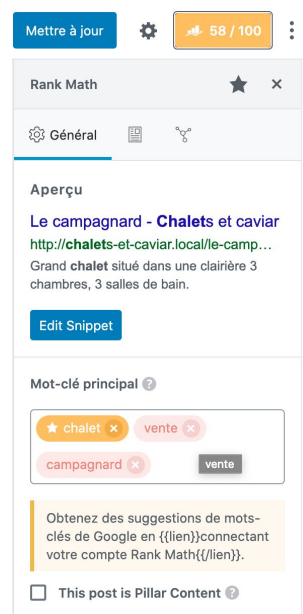 Mettre à jour
58 / 100
Rank Math
Général
Aperçu
Le campagnard - Chalets et caviar
http://chalets-et-caviar.local/le-camp...
Grand chalet situé dans une clairière 3
chambres, 3 salles de bain.
Edit Snippet
Mot-clé principal ?
chalet × vente ×
campagnard × vente
Obtenez des suggestions de mots-
clés de Google en {{lien}}connectant
votre compte Rank Math{{/lien}}.
This post is Pillar Content ?